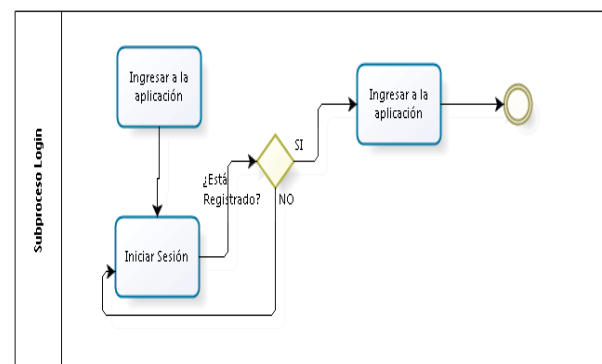 Subproceso Login
Ingresar a la
aplicación
Iniciar Sesión
¿Está
Registrado?
SI
NO
Ingresar a la
aplicación